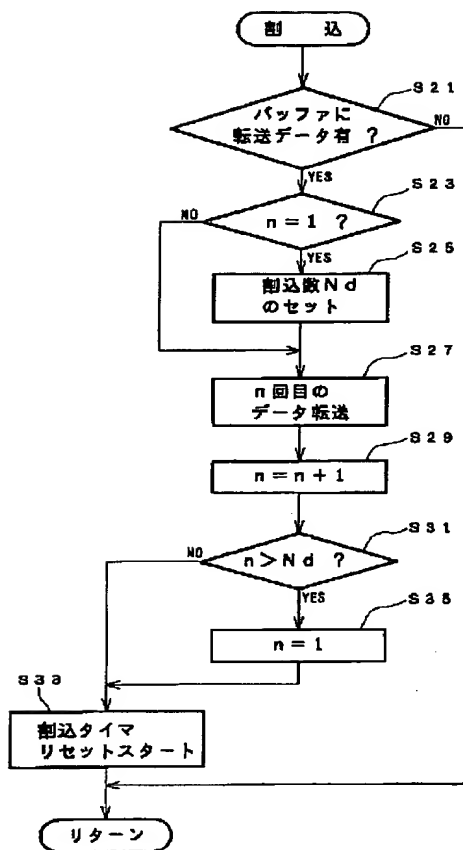 割 込
S21
バッファに
転送データ有 ?
NO
YES
S23
n=1 ?
NO
YES
S25
割込数Nd
のセット
S27
n回目の
データ転送
S29
n=n+1
S31
n>Nd ?
NO
YES
S35
n=1
S33
割込タイマ
リセットスタート
リターン